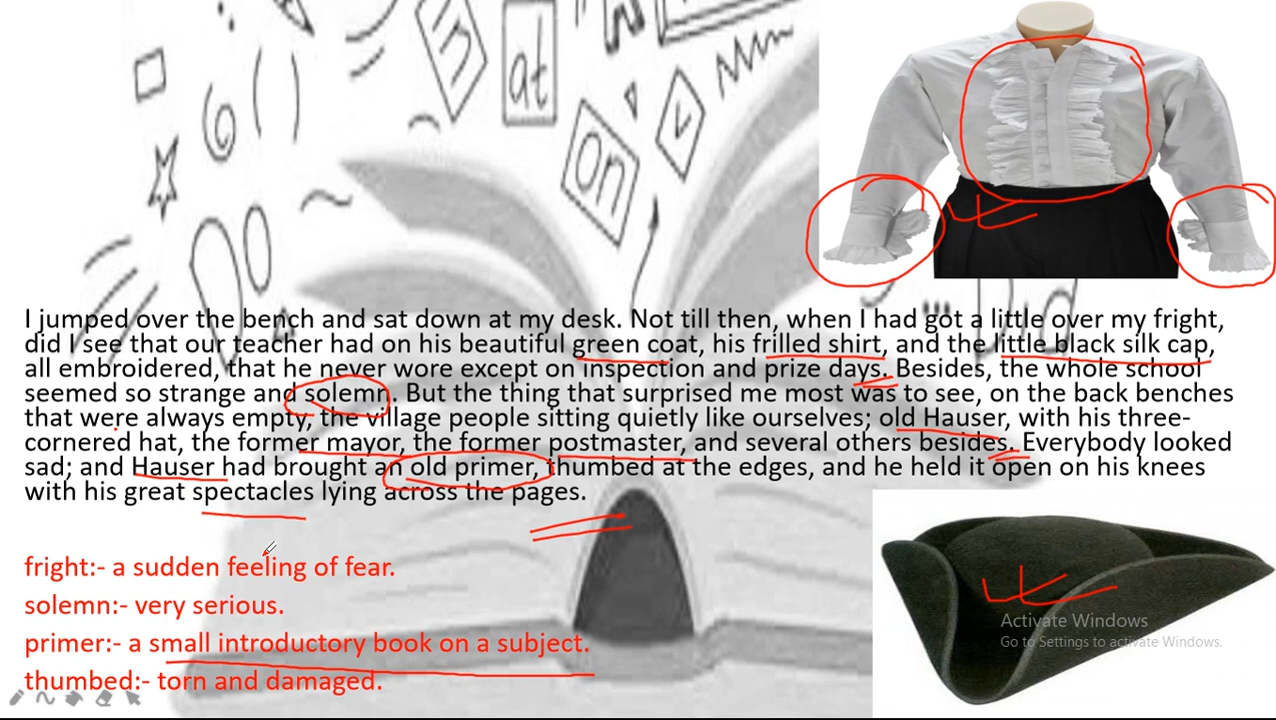 in
at
on
I jumped over the bench and sat down at my desk. Not till then, when I had got a little over my fright,
did I see that our teacher had on his beautiful green coat, his frilled shirt, and the little black silk cap,
all embroidered, that he never wore except on inspection and prize days. Besides, the whole school
seemed so strange and solemn. But the thing that surprised me most was to see, on the back benches
that were always empty, the village people sitting quietly like ourselves; old Hauser, with his three-
cornered hat, the former mayor, the former postmaster, and several others besides. Everybody looked
sad; and Hauser had brought an old primer, thumbed at the edges, and he held it open on his knees
with his great spectacles lying across the pages.
fright:- a sudden feeling of fear.
solemn:- very serious.
primer:- a small introductory book on a subject.
thumbed:- torn and damaged.
Activate Windows
Go to Settings to activate Windows.